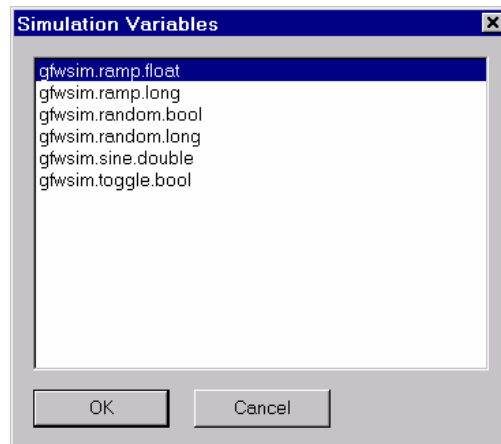 Simulation Variables
gfwsim.ramp.float
gfwsim.ramp.long
gfwsim.random.bool
gfwsim.random.long
gfwsim.sine.double
gfwsim.toggle.bool
OK Cancel